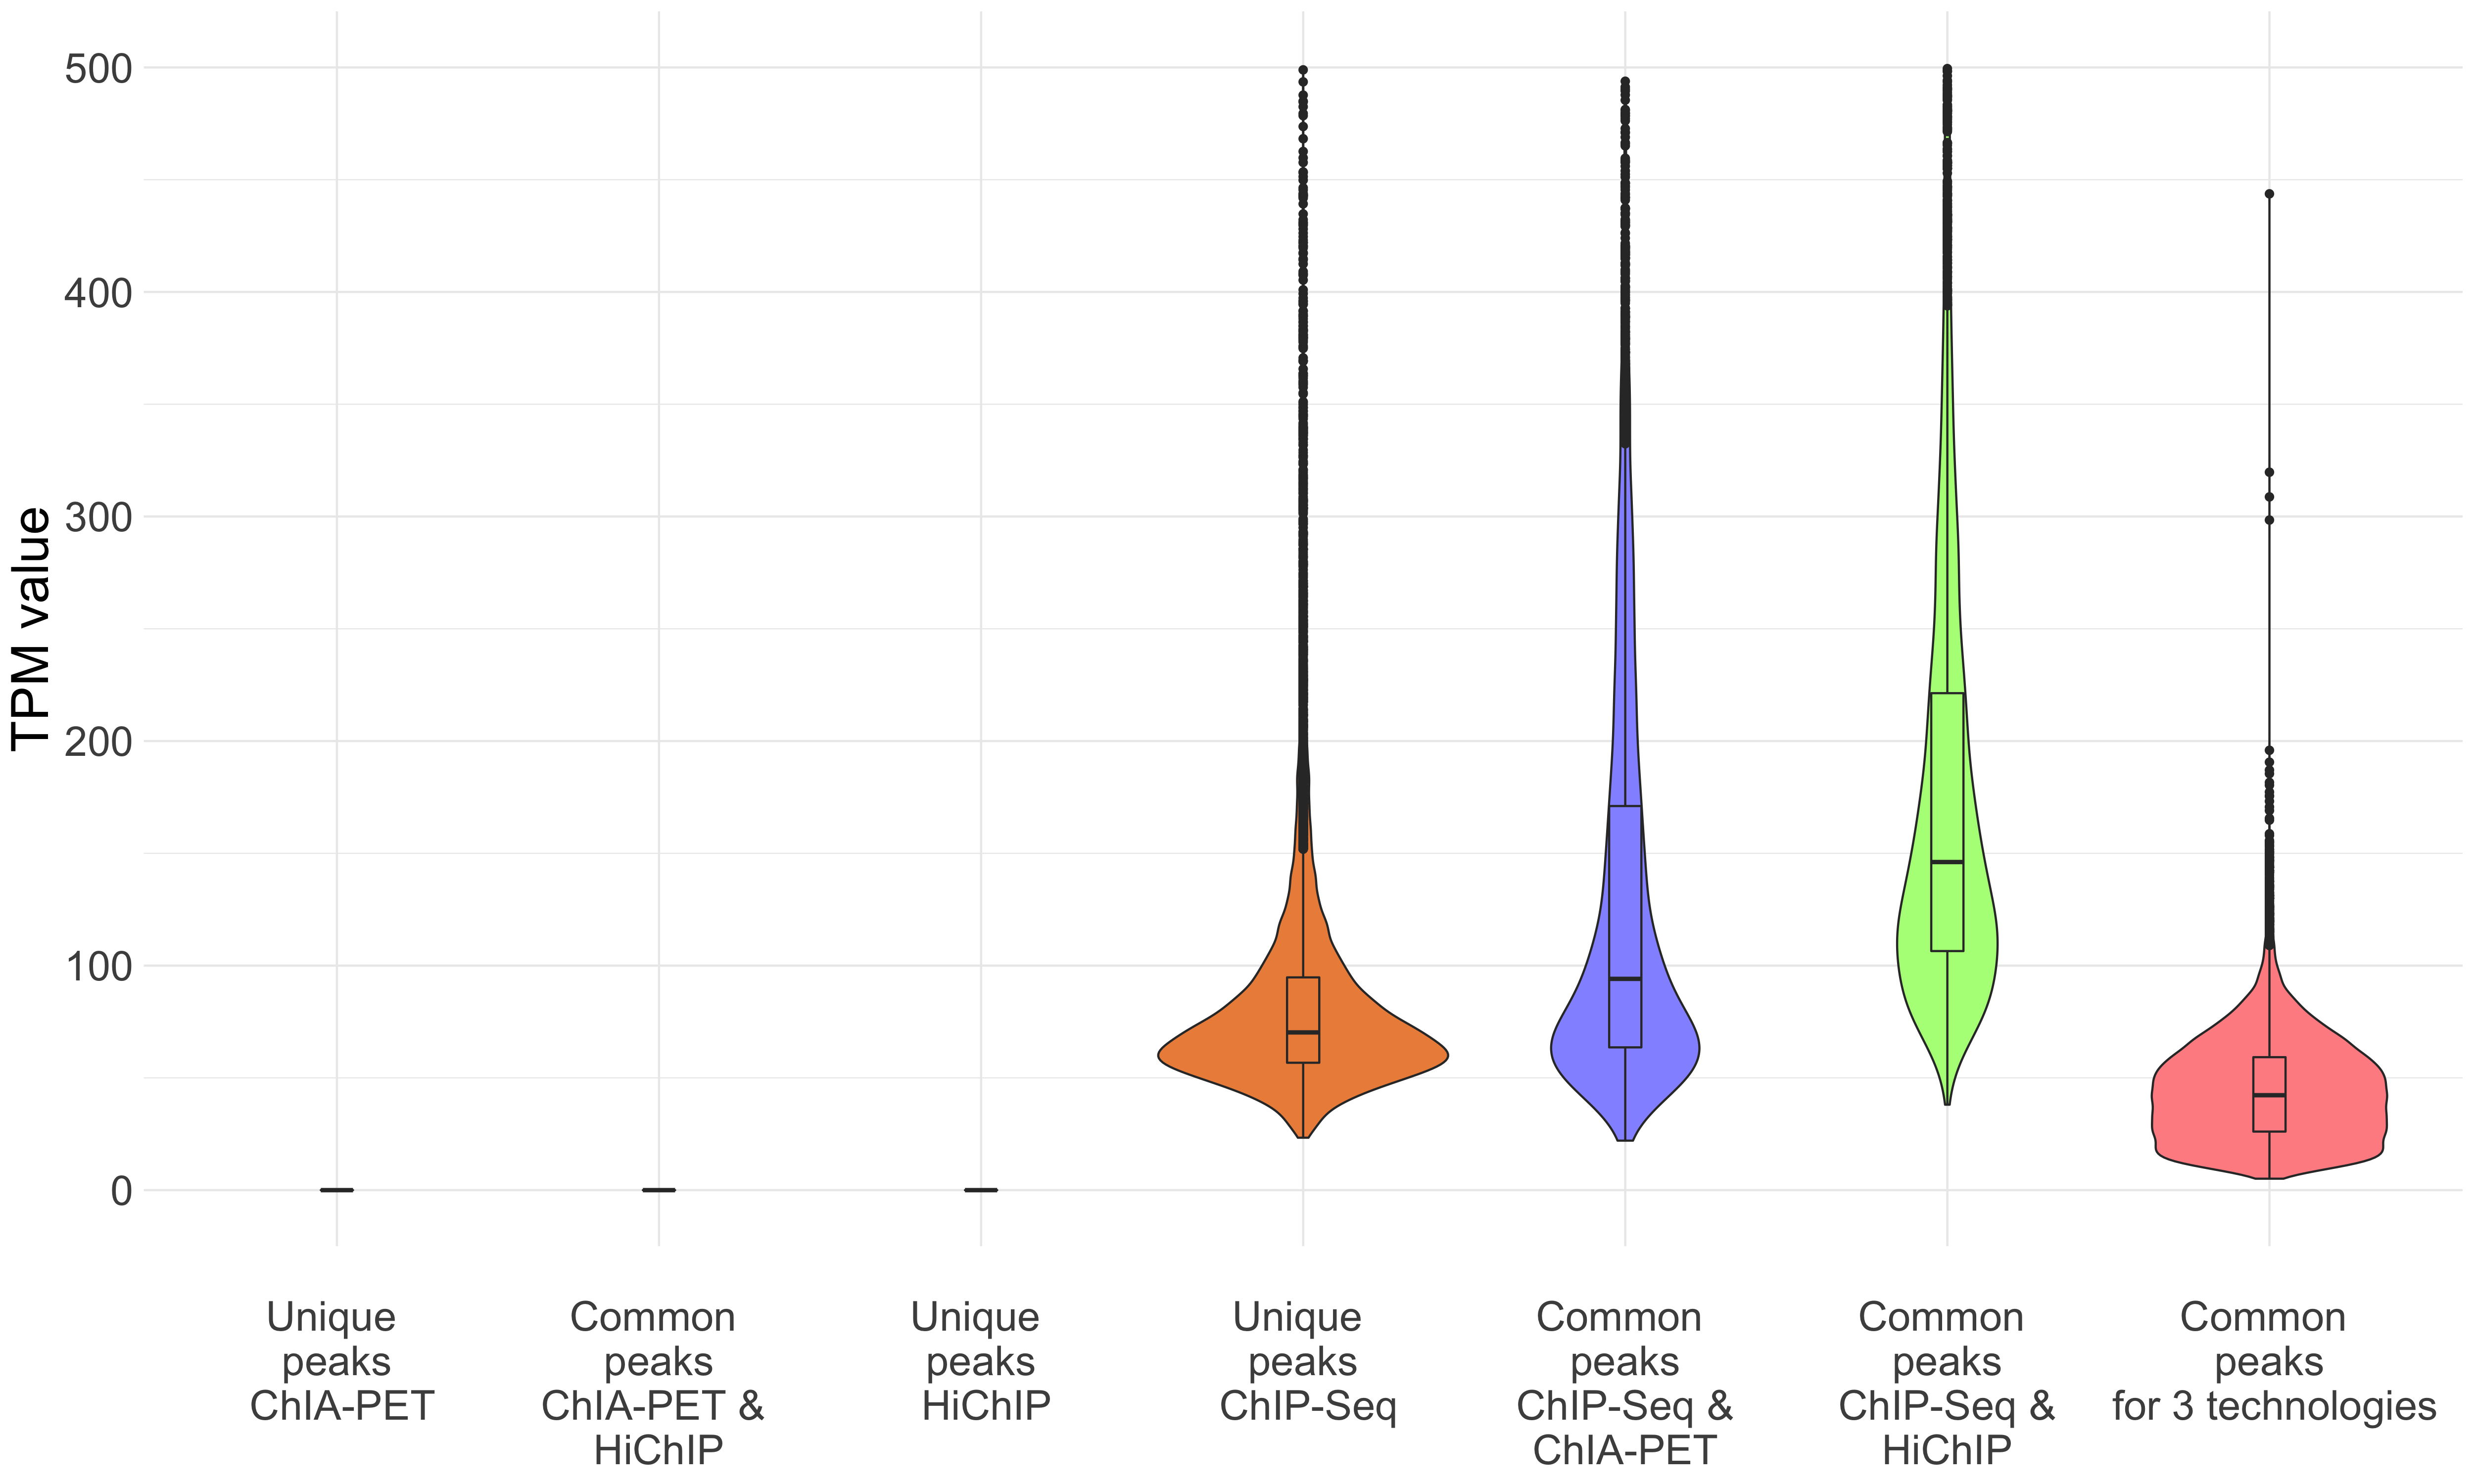 500
400
300
200
100
0
TPM value
Unique
peaks
ChIA-PET
Common
peaks
ChIA-PET &
HiChIP
Unique
peaks
HiChIP
Unique
peaks
ChIP-Seq
Common
peaks
ChIP-Seq &
ChIA-PET
Common
peaks
ChIP-Seq &
HiChIP
Common
peaks
for 3 technologies